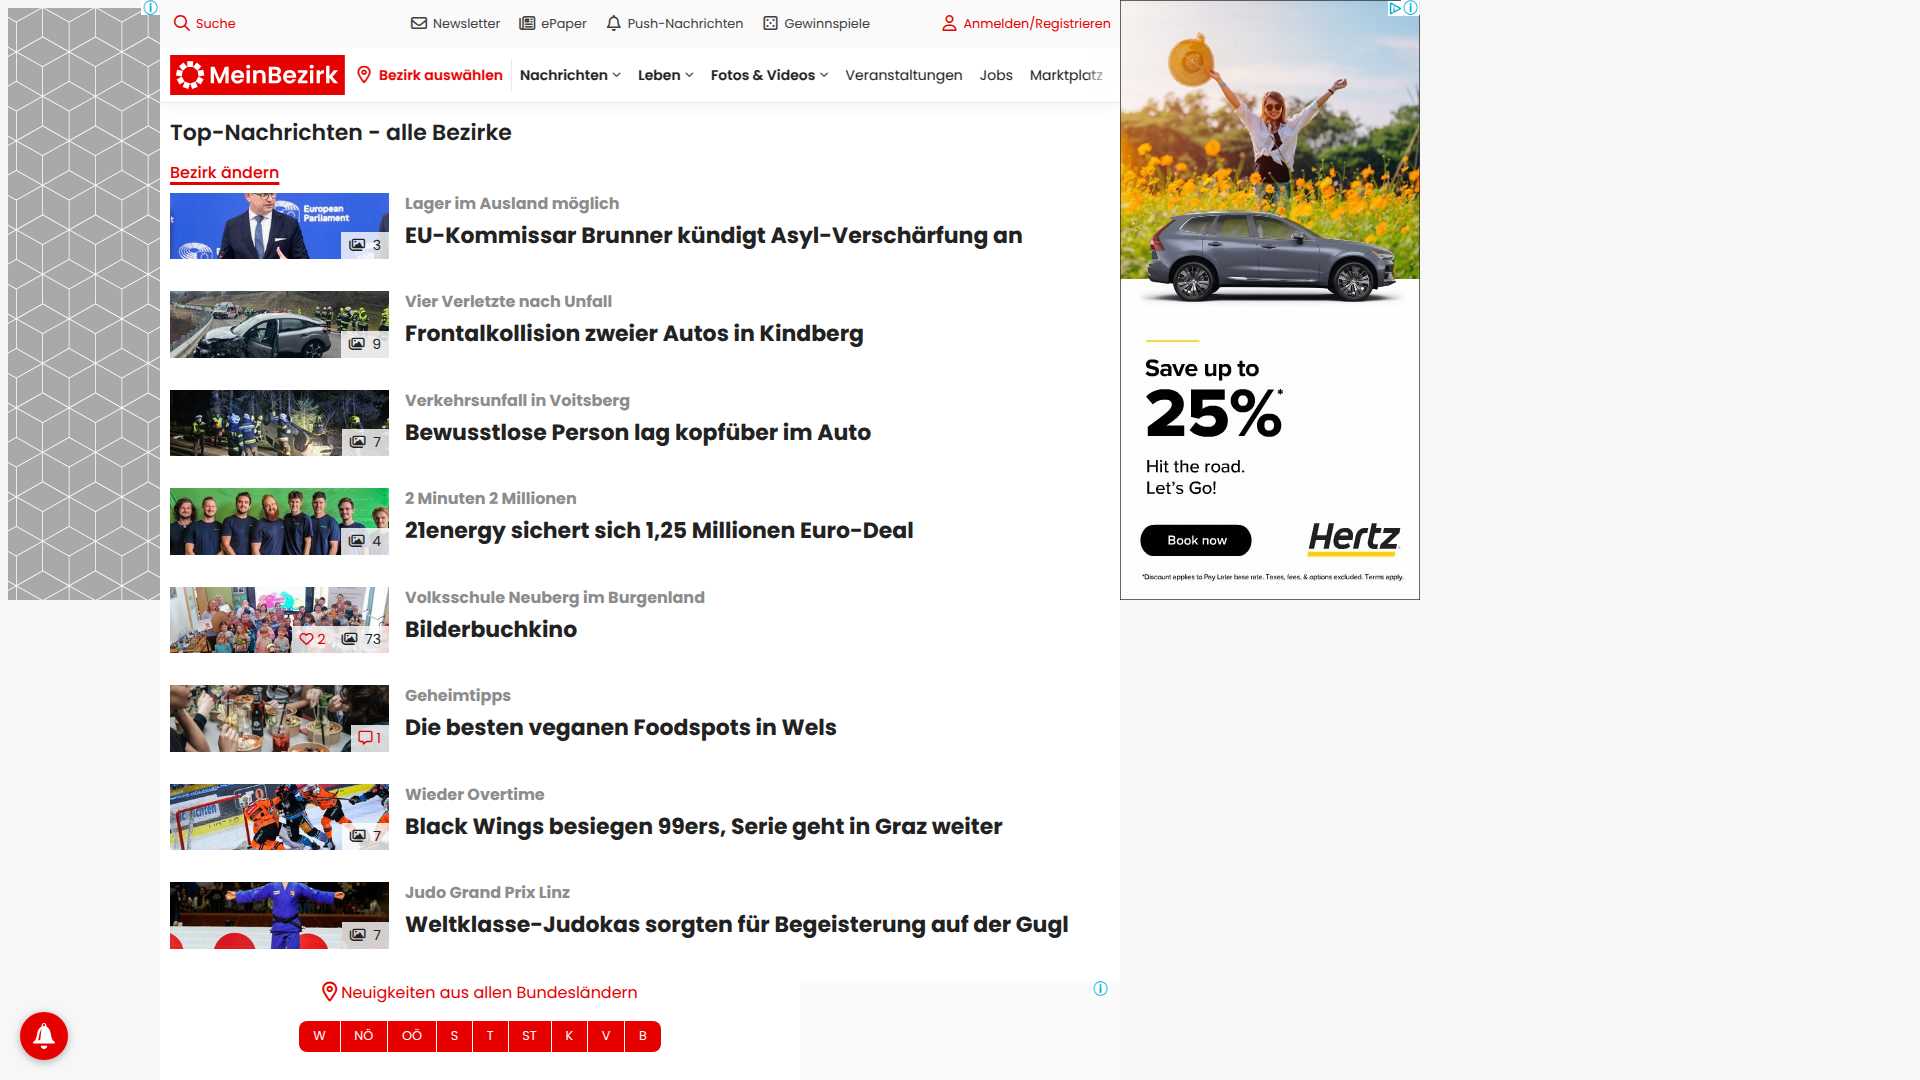 Suche
Newsletter
ePaper
Push-Nachrichten
Gewinnspiele
Anmelden/Registrieren
MeinBezirk
Bezirk auswählen
Nachrichten
Leben
Fotos & Videos
Veranstaltungen
Jobs
Marktplatz
Top-Nachrichten - alle Bezirke
Bezirk ändern
European
Parliament
3
Lager im Ausland möglich
EU-Kommissar Brunner kündigt Asyl-Verschärfung an
9
Vier Verletzte nach Unfall
Frontalkollision zweier Autos in Kindberg
7
Verkehrsunfall in Voitsberg
Bewusstlose Person lag kopfüber im Auto
4
2 Minuten 2 Millionen
21energy sichert sich 1,25 Millionen Euro-Deal
2
73
Volksschule Neuberg im Burgenland
Bilderbuchkino
1
Geheimtipps
Die besten veganen Foodspots in Wels
7
Wieder Overtime
Black Wings besiegen 99ers, Serie geht in Graz weiter
7
Judo Grand Prix Linz
Weltklasse-Judokas sorgten für Begeisterung auf der Gugl
Neuigkeiten aus allen Bundesländern
W NÖ OÖ S T ST K V B
Save up to
25%*
Hit the road.
Let's Go!
Book now
Hertz
*Discount applies to Pay Later base rate. Taxes, fees, & options excluded. Terms apply.